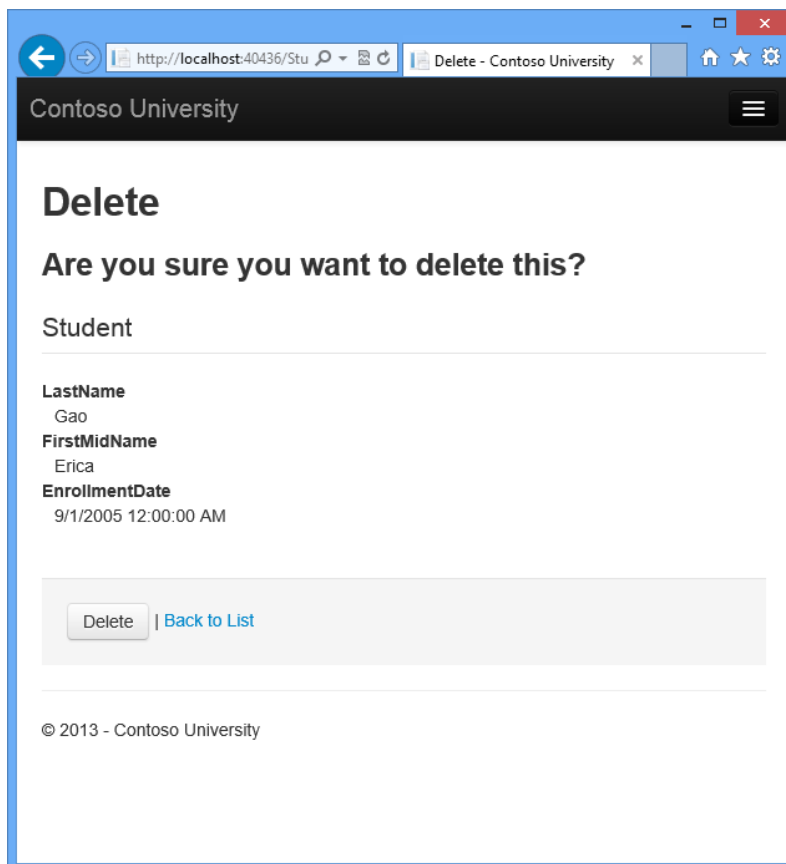 http://localhost:40436/Stu
Delete - Contoso University
Contoso University
Delete
Are you sure you want to delete this?
Student
LastName
Gao
FirstMidName
Erica
EnrollmentDate
9/1/2005 12:00:00 AM
Delete | Back to List
© 2013 - Contoso University